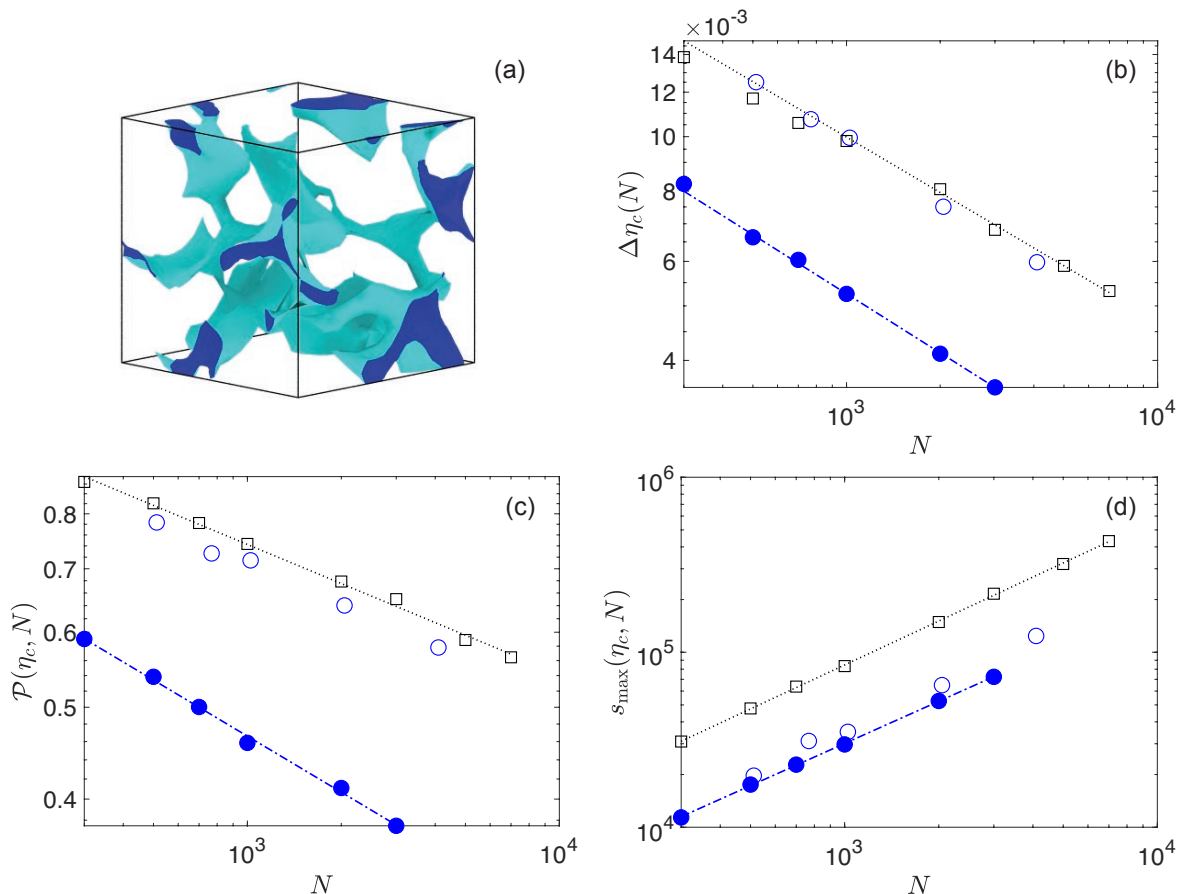 (a)
(b)
×10⁻³
14
12
10
8
6
4
10³
10⁴
N
Δη_c(N)
(c)
0.8
0.7
0.6
0.5
0.4
10³
10⁴
N
𝒫(η_c, N)
(d)
10⁶
10⁵
10⁴
10³
10⁴
N
s_max(η_c, N)